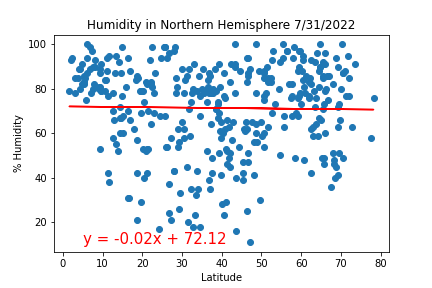 Humidity in Northern Hemisphere 7/31/2022
% Humidity
100
80
60
40
20
y = -0.02x + 72.12
0 10 20 30 40 50 60 70 80
Latitude